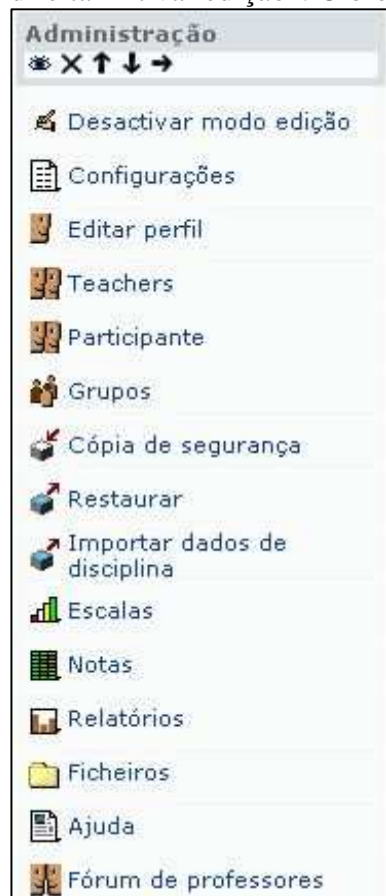 Administração
Desactivar modo edição
Configurações
Editar perfil
Teachers
Participante
Grupos
Cópia de segurança
Restaurar
Importar dados de
disciplina
Escalas
Notas
Relatórios
Ficheiros
Ajuda
Fórum de professores